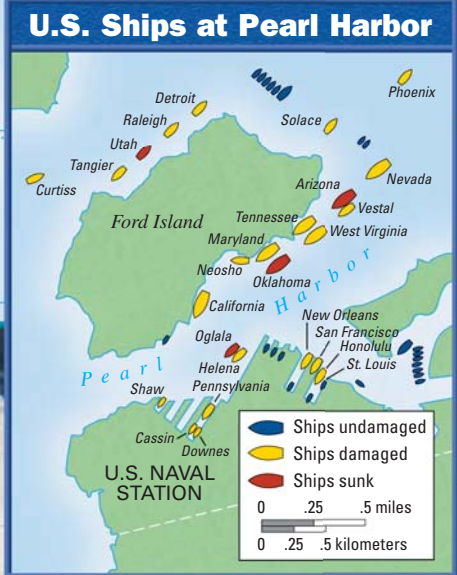 U.S. Ships at Pearl Harbor
Phoenix
Detroit
Solace
Raleigh
Utah
Tangier
Curtiss
Nevada
Arizona
Vestal
Ford Island
Tennessee
West Virginia
Maryland
Neosho
Oklahoma
California
Pearl Harbor
New Orleans
San Francisco
Honolulu
St. Louis
Oglala
Helena
Pennsylvania
Shaw
Cassin
Downes
U.S. NAVAL
STATION
Ships undamaged
Ships damaged
Ships sunk
0 .25 .5 miles
0 .25 .5 kilometers